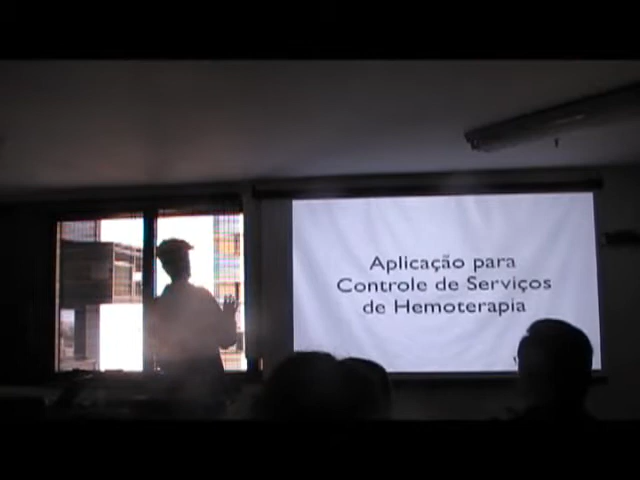 Aplicação para
Controle de Serviços
de Hemoterapia